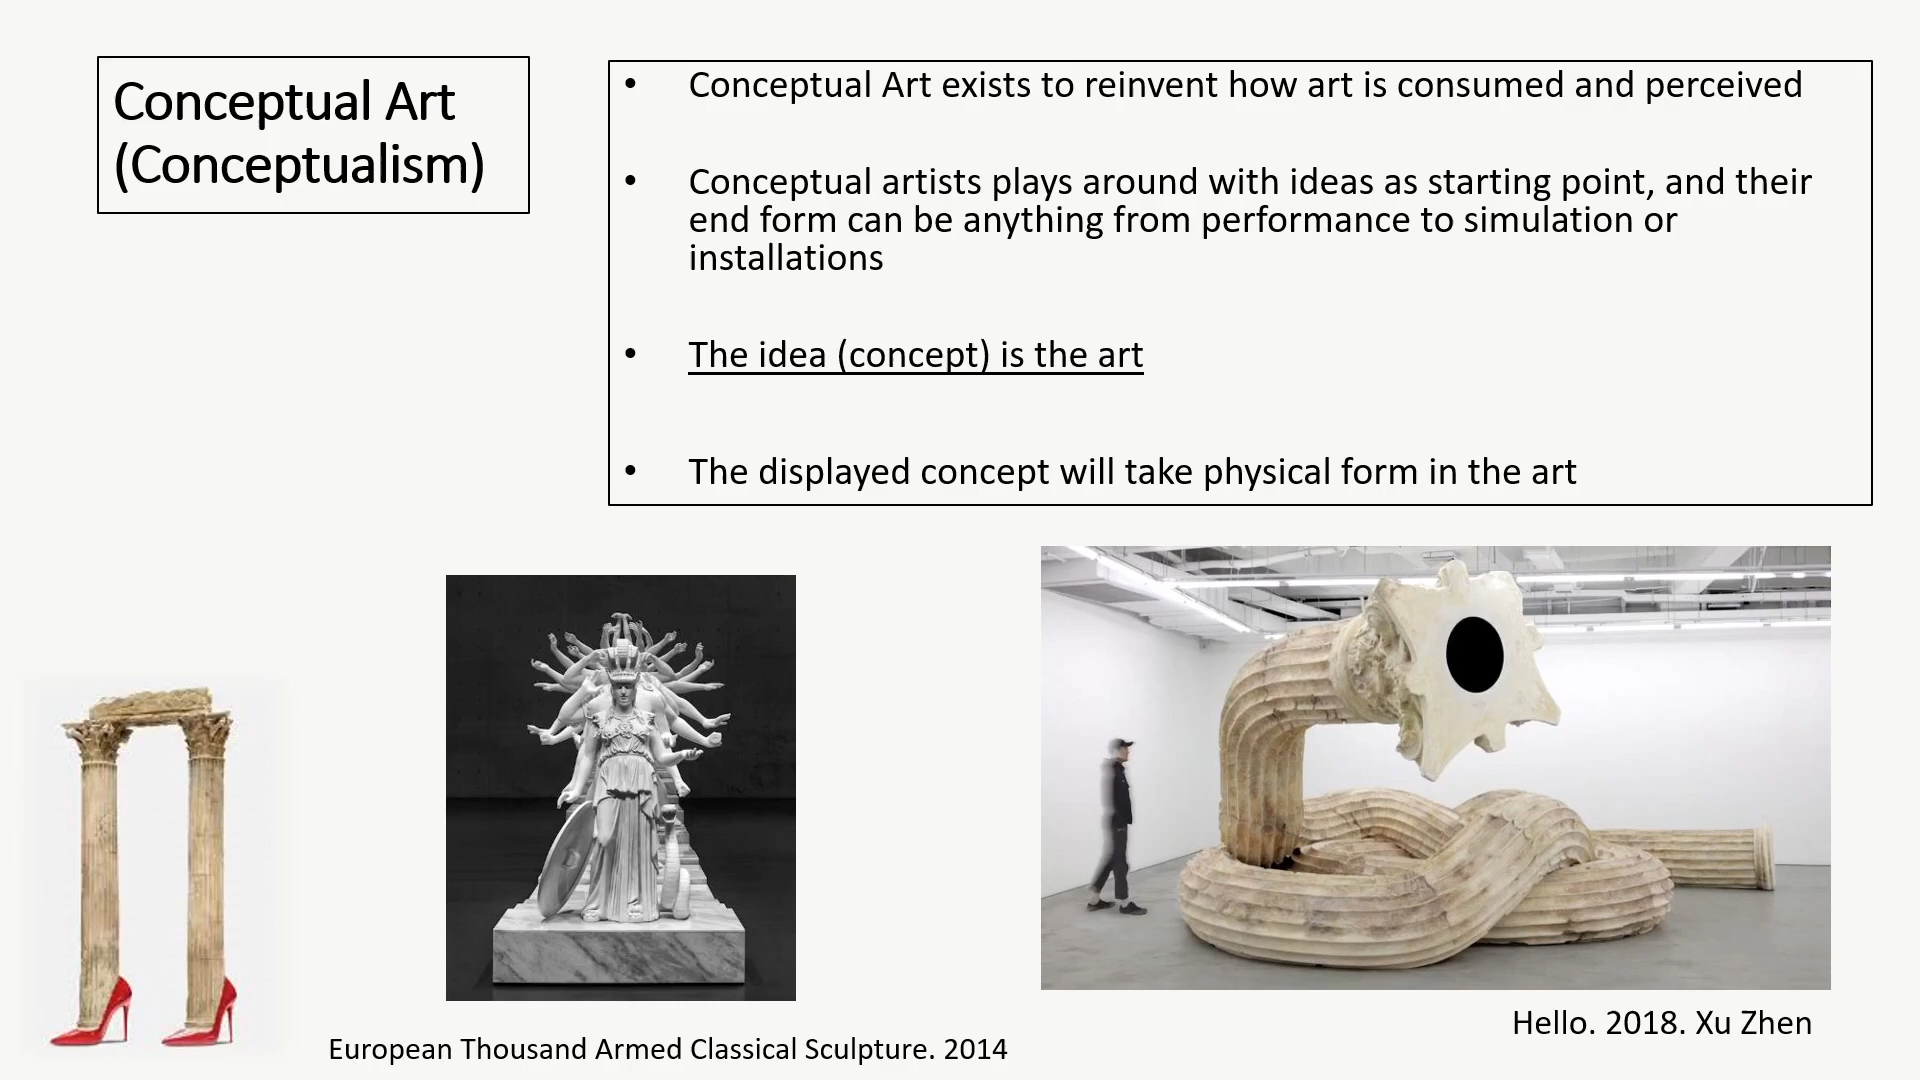 Conceptual Art
(Conceptualism)
• Conceptual Art exists to reinvent how art is consumed and perceived
• Conceptual artists plays around with ideas as starting point, and their
end form can be anything from performance to simulation or
installations
• The idea (concept) is the art
• The displayed concept will take physical form in the art
European Thousand Armed Classical Sculpture. 2014
Hello. 2018. Xu Zhen